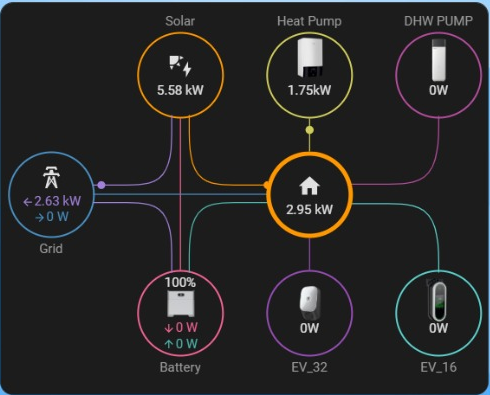 Solar
Heat Pump
DHW PUMP
5.58 kW
1.75kW
0W
←2.63 kW
→0 W
Grid
2.95 kW
100%
↓0 W
↑0 W
Battery
0W
EV_32
0W
EV_16